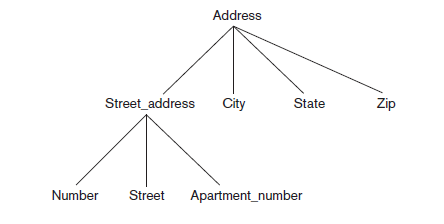 Address
Street_address City State Zip
Number Street Apartment_number